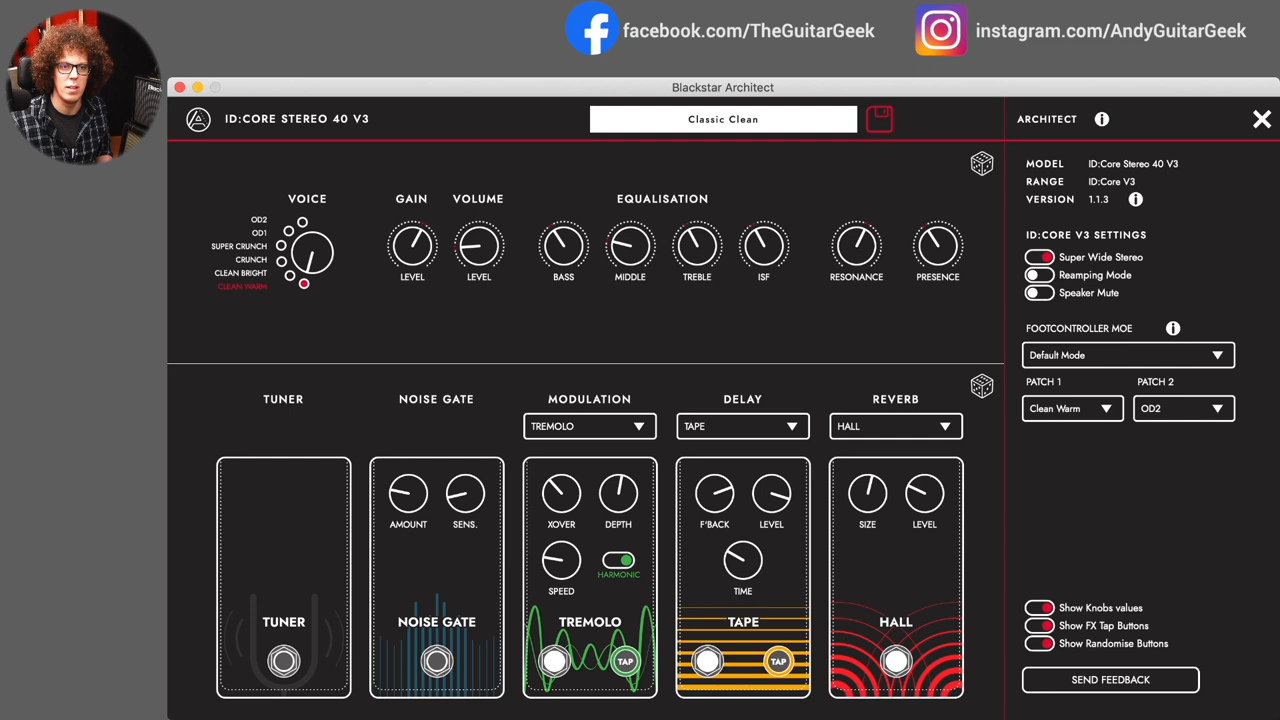 facebook.com/TheGuitarGeek
instagram.com/AndyGuitarGeek
Blackstar Architect
ID:CORE STEREO 40 V3
Classic Clean
ARCHITECT
MODEL ID:Core Stereo 40 V3
RANGE ID:Core V3
VERSION 1.1.3
VOICE
OD2
OD1
SUPER CRUNCH
CRUNCH
CLEAN BRIGHT
CLEAN WARM
GAIN
LEVEL
VOLUME
LEVEL
EQUALISATION
BASS
MIDDLE
TREBLE
ISF
RESONANCE
PRESENCE
ID:CORE V3 SETTINGS
Super Wide Stereo
Reamping Mode
Speaker Mute
FOOTCONTROLLER MOE
Default Mode
PATCH 1
PATCH 2
Clean Warm
OD2
TUNER
TUNER
NOISE GATE
AMOUNT
SENS.
NOISE GATE
MODULATION
TREMOLO
XOVER
DEPTH
SPEED
HARMONIC
TREMOLO
TAP
DELAY
TAPE
F'BACK
LEVEL
TIME
TAPE
TAP
REVERB
HALL
SIZE
LEVEL
HALL
Show Knobs values
Show FX Tap Buttons
Show Randomise Buttons
SEND FEEDBACK